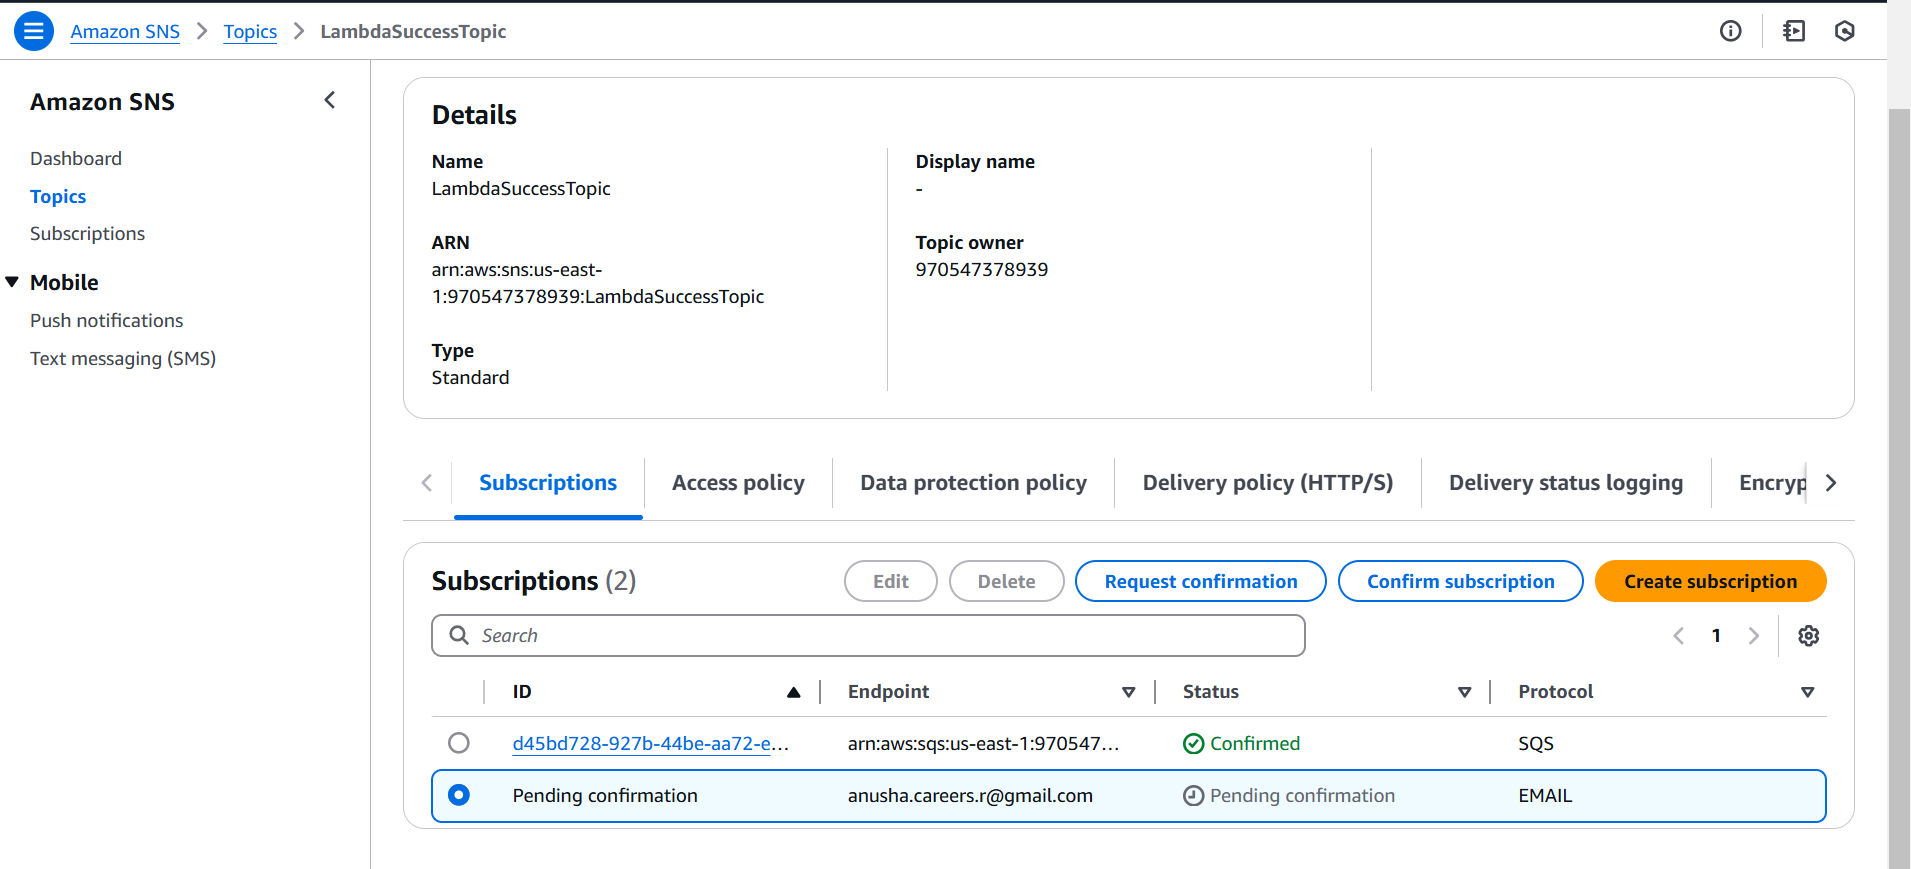 Amazon SNS > Topics > LambdaSuccessTopic
Amazon SNS
Dashboard
Topics
Subscriptions
Mobile
Push notifications
Text messaging (SMS)
Details
Name
LambdaSuccessTopic
ARN
arn:aws:sns:us-east-
1:970547378939:LambdaSuccessTopic
Type
Standard
Display name
-
Topic owner
970547378939
Subscriptions Access policy Data protection policy Delivery policy (HTTP/S) Delivery status logging Encryp
Subscriptions (2) Edit Delete Request confirmation Confirm subscription Create subscription
Search 1
ID Endpoint Status Protocol
d45bd728-927b-44be-aa72-e... arn:aws:sqs:us-east-1:970547... Confirmed SQS
Pending confirmation anusha.careers.r@gmail.com Pending confirmation EMAIL